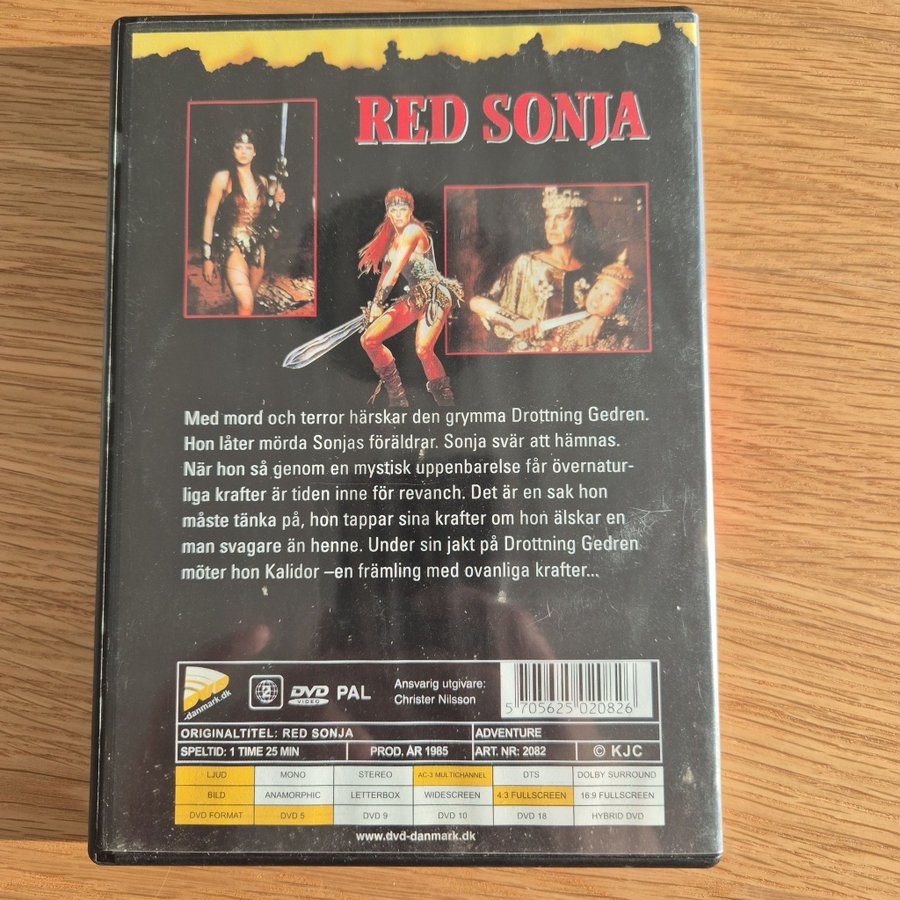 RED SONJA
Med mord och terror härskar den grymma Drottning Gedren.
Hon låter mörda Sonjas föräldrar. Sonja svär att hämnas.
När hon så genom en mystisk uppenbarelse får övernatur-
liga krafter är tiden inne för revanch. Det är en sak hon
måste tänka på, hon tappar sina krafter om hon älskar en
man svagare än henne. Under sin jakt på Drottning Gedren
möter hon Kalidor –en främling med ovanliga krafter...
DVD
-danmark.dk
2
DVD VIDEO PAL
Ansvarig utgivare:
Christer Nilsson
5 705625 020826
ORIGINALTITEL: RED SONJA ADVENTURE
SPELTID: 1 TIME 25 MIN PROD. ÅR 1985 ART. NR: 2082 © KJC
LJUD MONO STEREO AC-3 MULTICHANNEL DTS DOLBY SURROUND
BILD ANAMORPHIC LETTERBOX WIDESCREEN 4:3 FULLSCREEN 16:9 FULLSCREEN
DVD FORMAT DVD 5 DVD 9 DVD 10 DVD 18 HYBRID DVD
www.dvd-danmark.dk